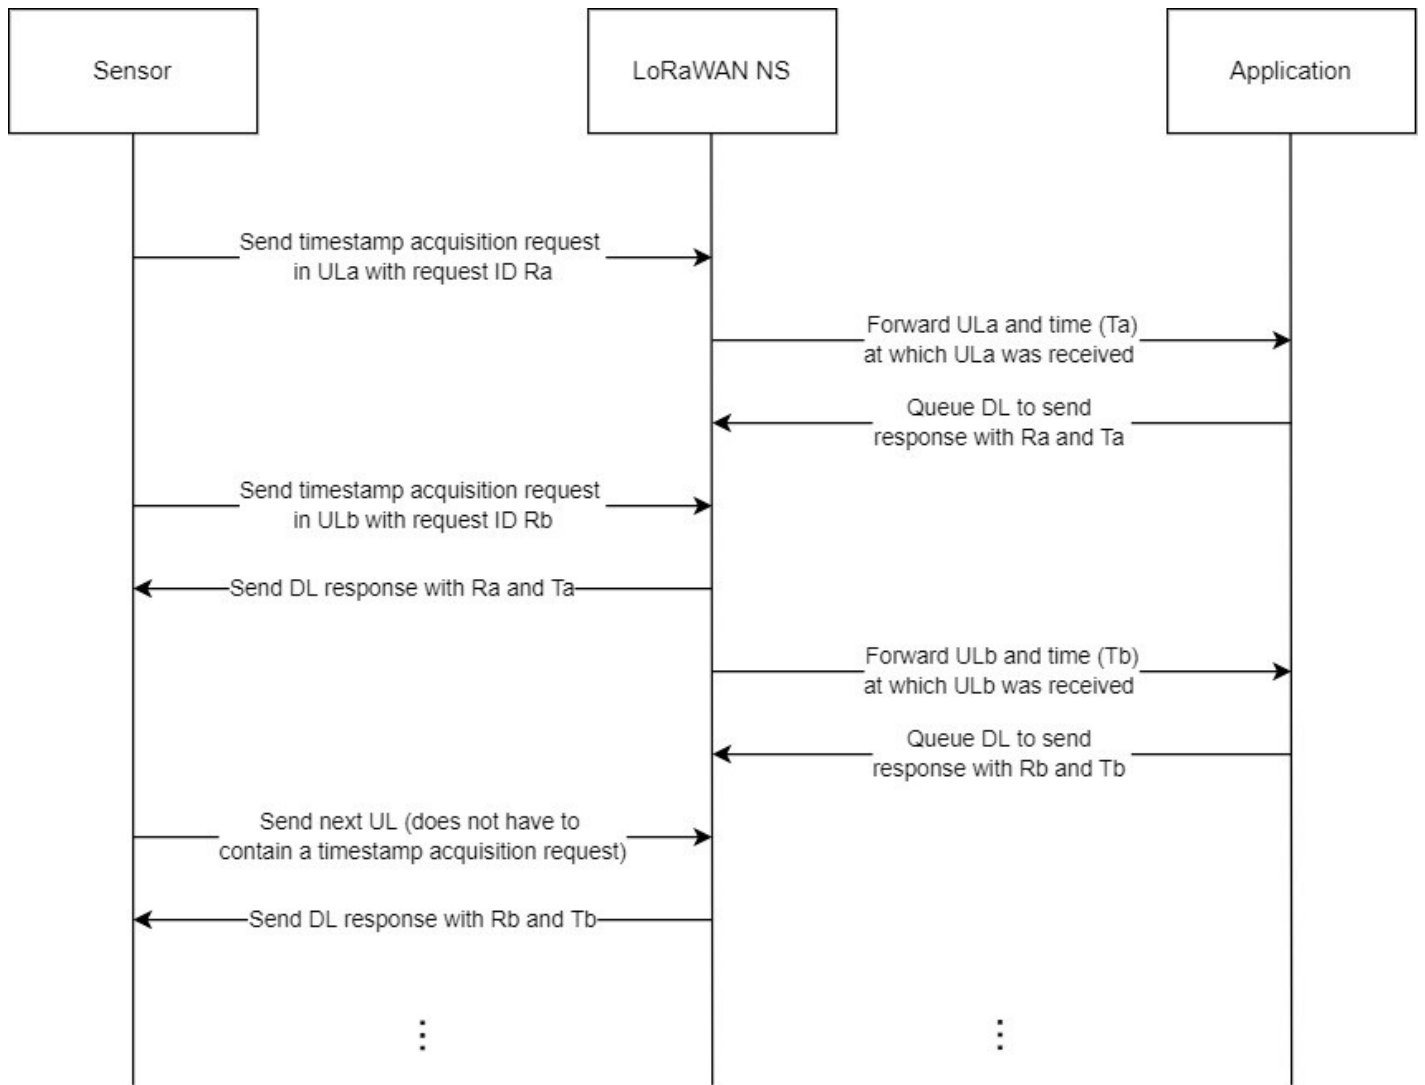 Sensor
LoRaWAN NS
Application
Send timestamp acquisition request
in ULa with request ID Ra
Forward ULa and time (Ta)
at which ULa was received
Queue DL to send
response with Ra and Ta
Send timestamp acquisition request
in ULb with request ID Rb
Send DL response with Ra and Ta
Forward ULb and time (Tb)
at which ULb was received
Queue DL to send
response with Rb and Tb
Send next UL (does not have to
contain a timestamp acquisition request)
Send DL response with Rb and Tb